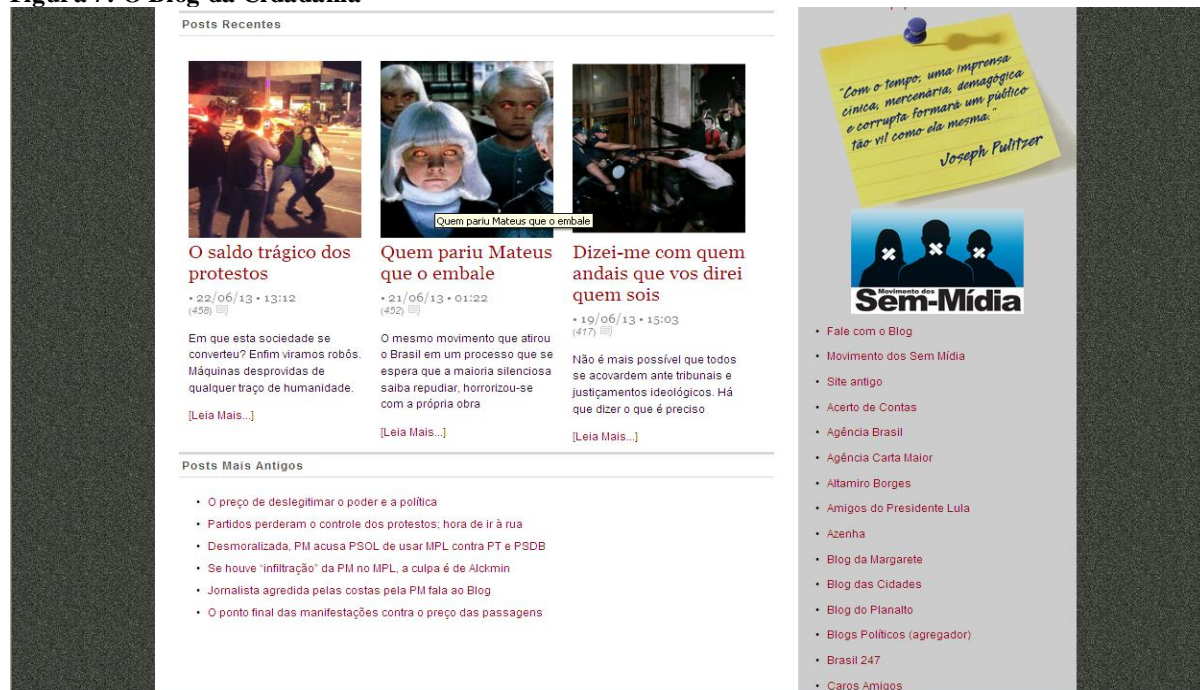 Figura 7: O Blog da Cidadania
Posts Recentes
O saldo trágico dos
protestos
• 22/06/13 • 13:12
(458)
Em que esta sociedade se
converteu? Enfim viramos robôs.
Máquinas desprovidas de
qualquer traço de humanidade.
[Leia Mais...]
Quem pariu Mateus que o embale
Quem pariu Mateus
que o embale
• 21/06/13 • 01:22
(452)
O mesmo movimento que atirou
o Brasil em um processo que se
espera que a maioria silenciosa
saiba repudiar, horrorizou-se
com a própria obra
[Leia Mais...]
Dizei-me com quem
andais que vos direi
quem sois
• 19/06/13 • 15:03
(417)
Não é mais possível que todos
se acovardem ante tribunais e
justiçamentos ideológicos. Há
que dizer o que é preciso
[Leia Mais...]
Posts Mais Antigos
• O preço de deslegitimar o poder e a política
• Partidos perderam o controle dos protestos; hora de ir à rua
• Desmoralizada, PM acusa PSOL de usar MPL contra PT e PSDB
• Se houve “infiltração” da PM no MPL, a culpa é de Alckmin
• Jornalista agredida pelas costas pela PM fala ao Blog
• O ponto final das manifestações contra o preço das passagens
"Com o tempo, uma imprensa
cínica, mercenária, demagógica
e corrupta formará um público
tão vil como ela mesma."
Joseph Pulitzer
Movimento dos
Sem-Mídia
• Fale com o Blog
• Movimento dos Sem Mídia
• Site antigo
• Acerto de Contas
• Agência Brasil
• Agência Carta Maior
• Altamiro Borges
• Amigos do Presidente Lula
• Azenha
• Blog da Margarete
• Blog das Cidades
• Blog do Planalto
• Blogs Políticos (agregador)
• Brasil 247
• Caros Amigos